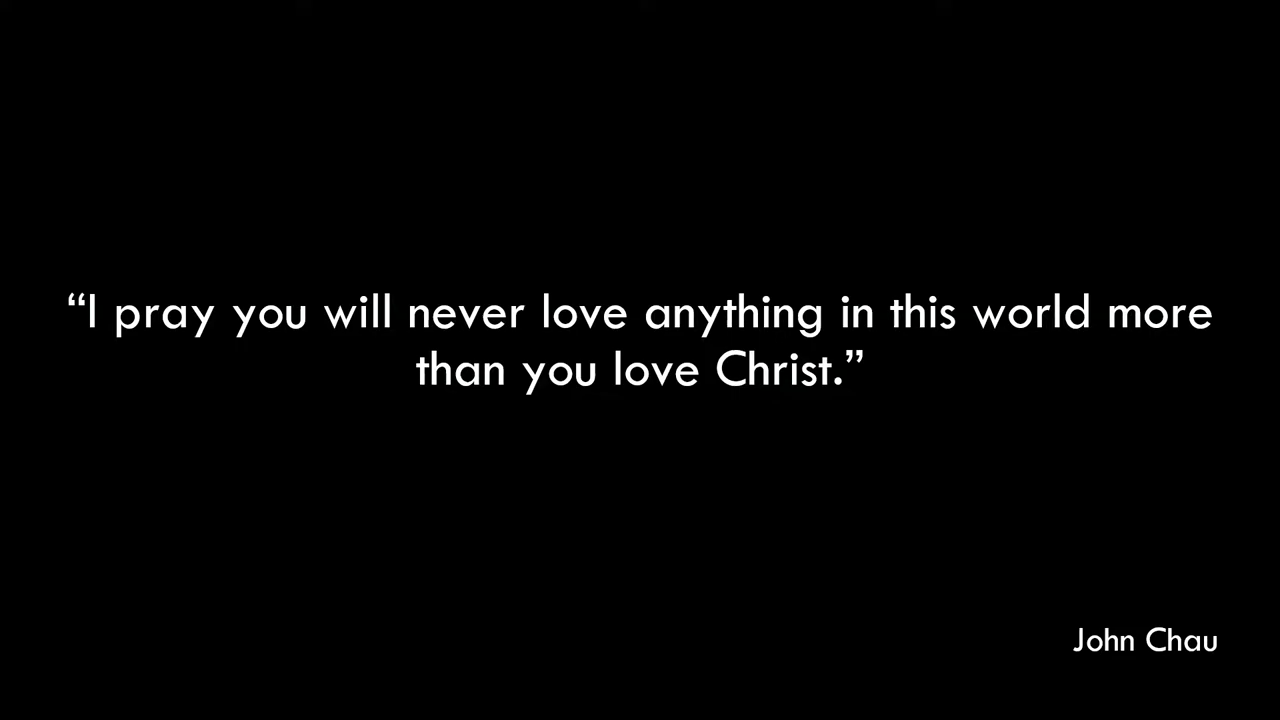 “I pray you will never love anything in this world more
than you love Christ.”
John Chau